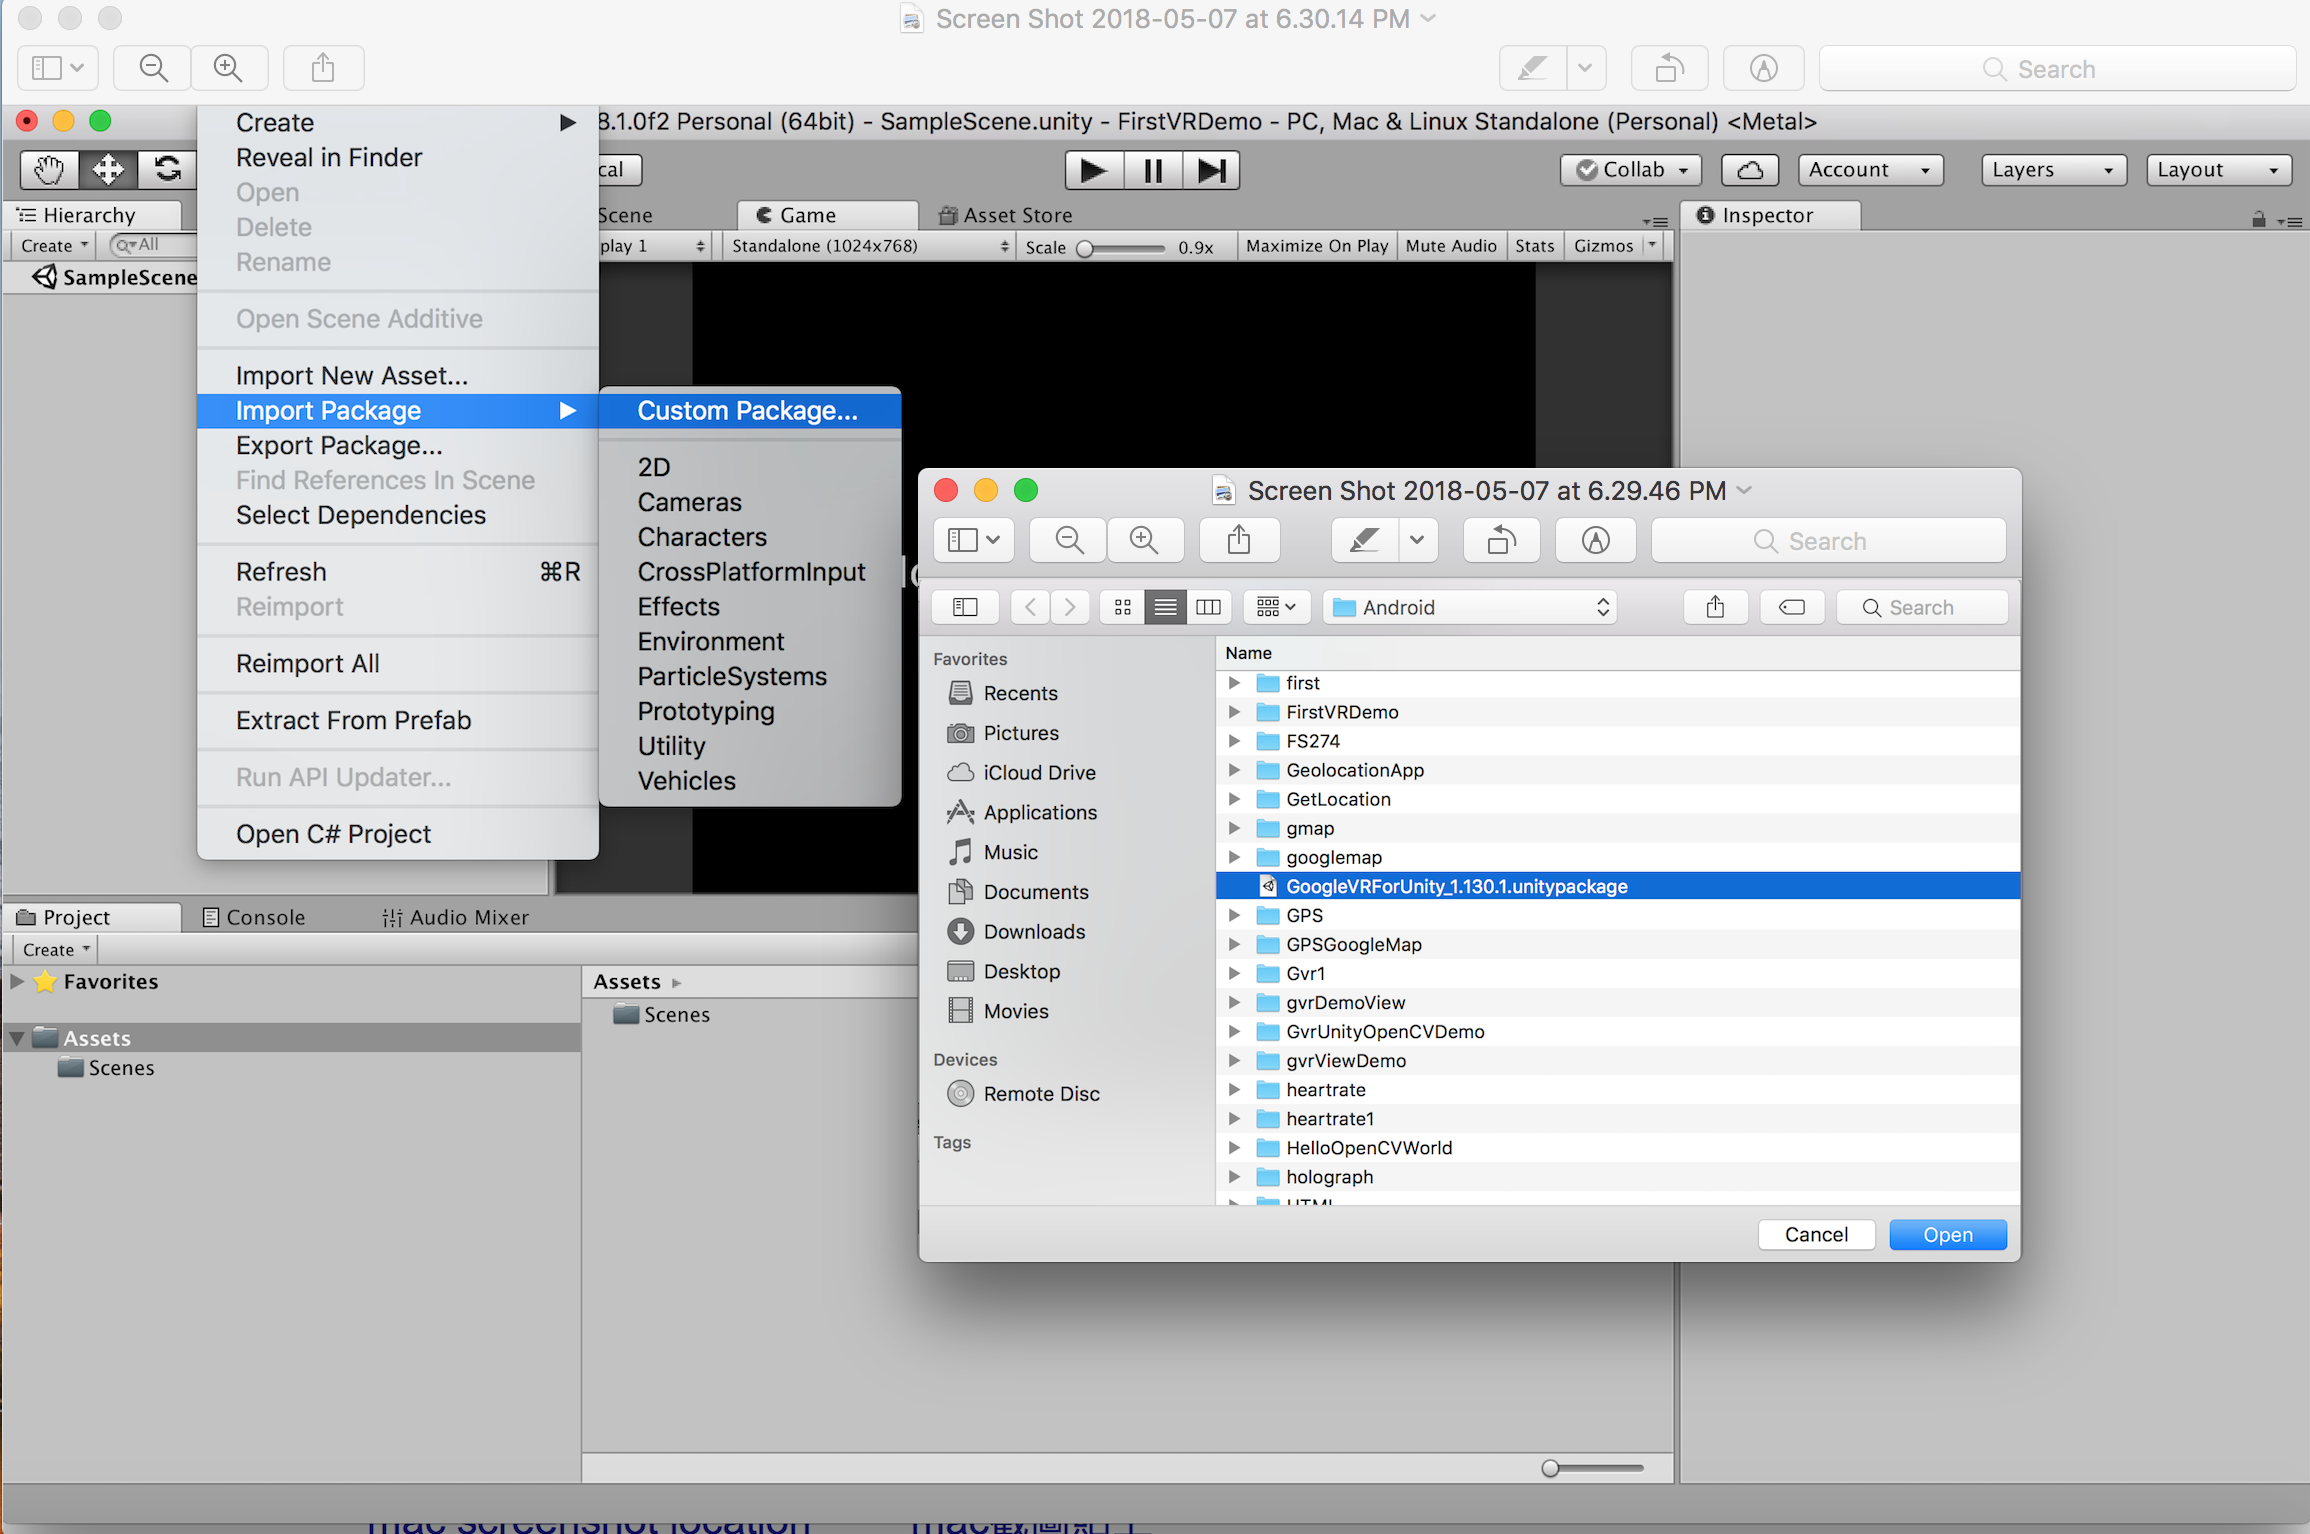 Screen Shot 2018-05-07 at 6.30.14 PM
Search
8.1.0f2 Personal (64bit) - SampleScene.unity - FirstVRDemo - PC, Mac & Linux Standalone (Personal) <Metal>
Collab
Account
Layers
Layout
Hierarchy
Scene
Game
Asset Store
Inspector
Create
All
play 1
Standalone (1024x768)
Scale
0.9x
Maximize On Play
Mute Audio
Stats
Gizmos
SampleScene
Create
Reveal in Finder
Open
Delete
Rename
Open Scene Additive
Import New Asset...
Import Package
Export Package...
Find References In Scene
Select Dependencies
Refresh ⌘R
Reimport
Reimport All
Extract From Prefab
Run API Updater...
Open C# Project
Custom Package...
2D
Cameras
Characters
CrossPlatformInput
Effects
Environment
ParticleSystems
Prototyping
Utility
Vehicles
Screen Shot 2018-05-07 at 6.29.46 PM
Search
Android
Search
Favorites
Recents
Pictures
iCloud Drive
Applications
Music
Documents
Downloads
Desktop
Movies
Devices
Remote Disc
Tags
Name
first
FirstVRDemo
FS274
GeolocationApp
GetLocation
gmap
googlemap
GoogleVRForUnity_1.130.1.unitypackage
GPS
GPSGoogleMap
Gvr1
gvrDemoView
GvrUnityOpenCVDemo
gvrViewDemo
heartrate
heartrate1
HelloOpenCVWorld
holograph
HTML
Cancel
Open
Project
Console
Audio Mixer
Create
Favorites
Assets
Scenes
Assets
Scenes
mac screenshot location